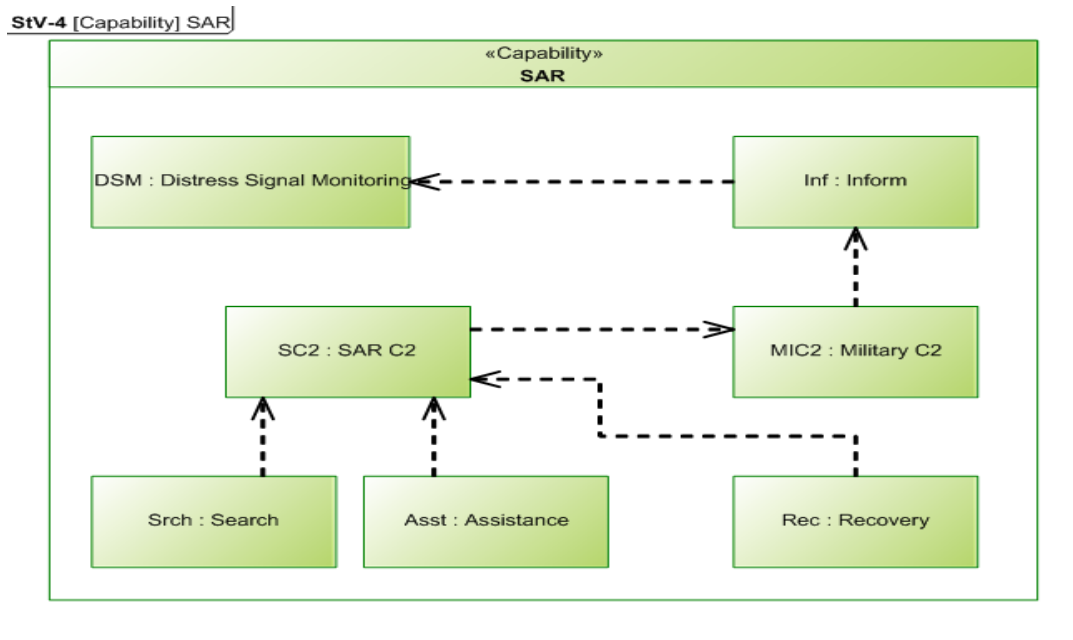 StV-4 [Capability] SAR
«Capability»
SAR
DSM : Distress Signal Monitoring
Inf : Inform
SC2 : SAR C2
MIC2 : Military C2
Srch : Search
Asst : Assistance
Rec : Recovery